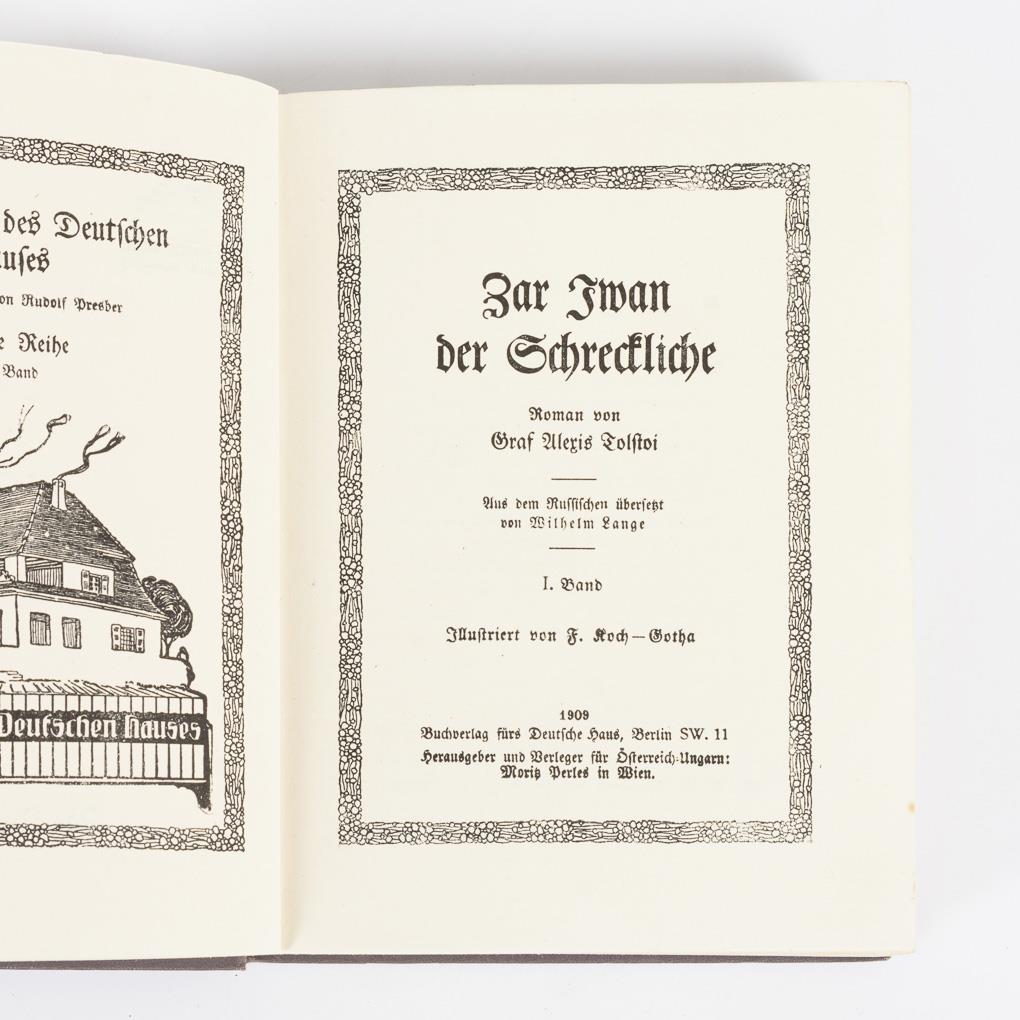 des Deutschen
uses
on Rudolf Presber
e Reihe
Band
Deutschen Hauses
Zar Iwan
der Schreckliche
Roman von
Graf Alexis Tolstoi
Aus dem Russischen übersetzt
von Wilhelm Lange
I. Band
Illustriert von F. Koch—Gotha
1909
Buchverlag fürs Deutsche Haus, Berlin SW. 11
Herausgeber und Verleger für Österreich-Ungarn:
Moritz Perles in Wien.